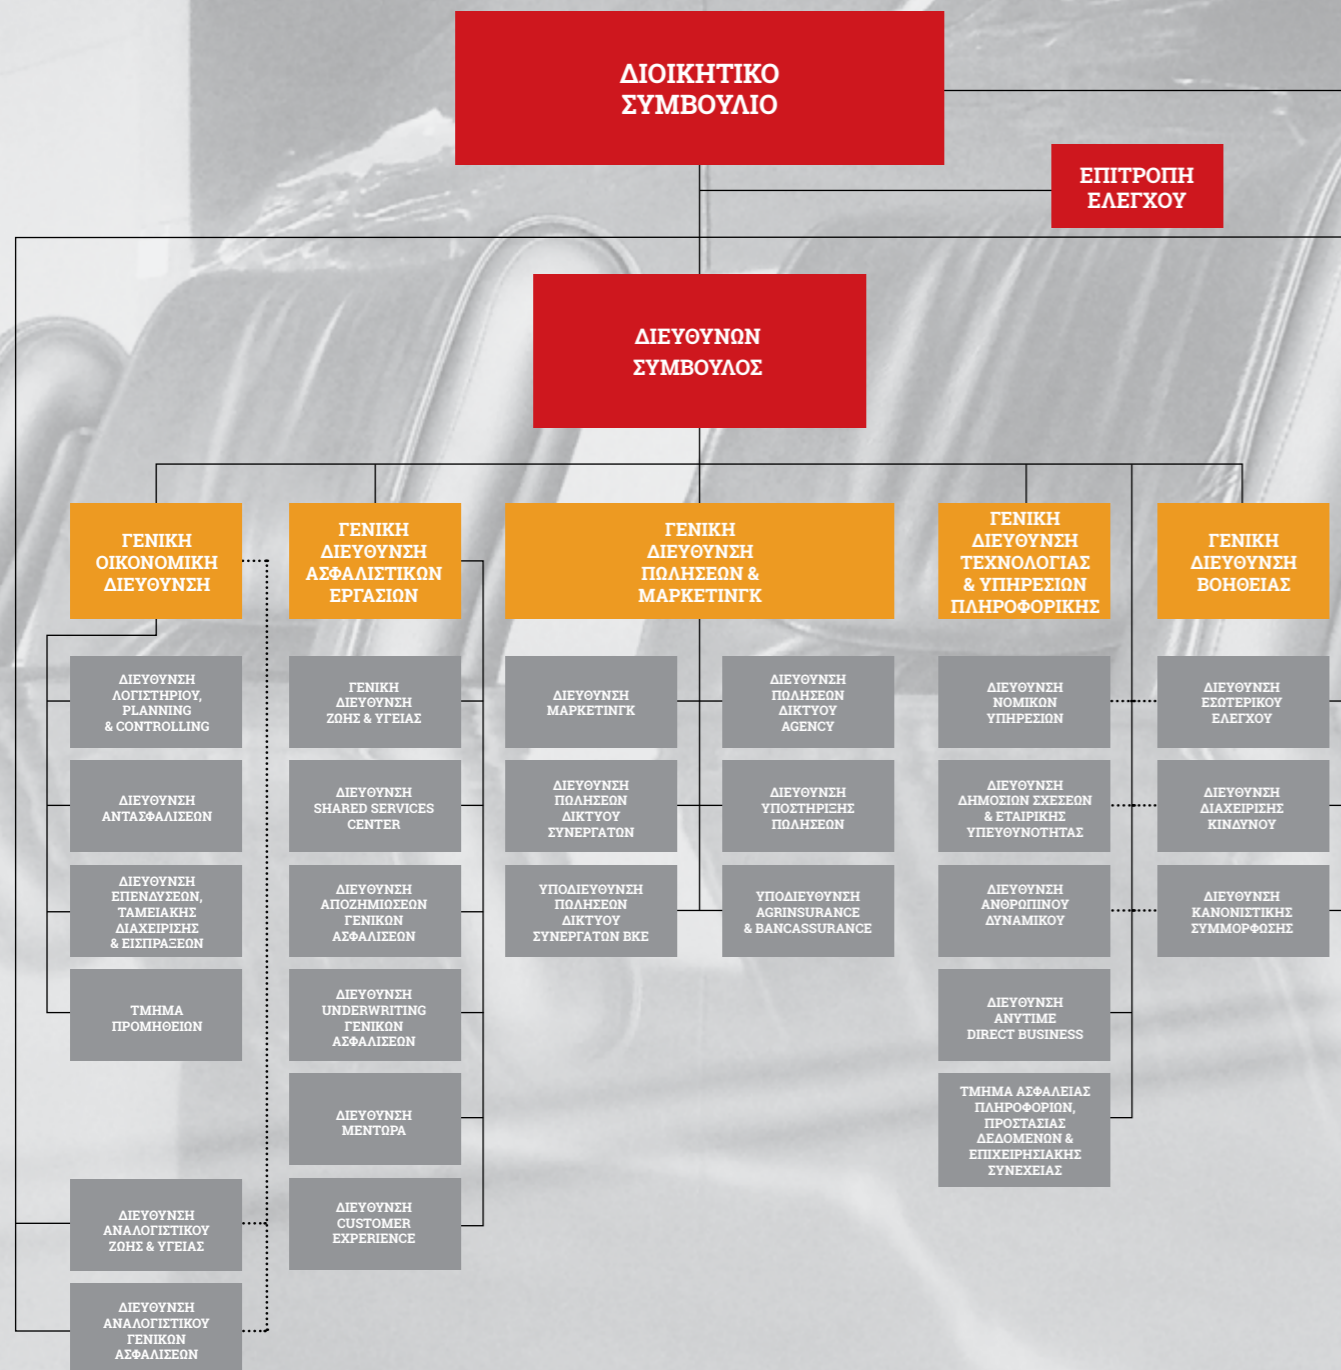 ΔΙΟΙΚΗΤΙΚΟ
ΣΥΜΒΟΥΛΙΟ
ΕΠΙΤΡΟΠΗ
ΕΛΕΓΧΟΥ
ΔΙΕΥΘΥΝΩΝ
ΣΥΜΒΟΥΛΟΣ
ΓΕΝΙΚΗ
ΟΙΚΟΝΟΜΙΚΗ
ΔΙΕΥΘΥΝΣΗ
ΓΕΝΙΚΗ
ΔΙΕΥΘΥΝΣΗ
ΑΣΦΑΛΙΣΤΙΚΩΝ
ΕΡΓΑΣΙΩΝ
ΓΕΝΙΚΗ
ΔΙΕΥΘΥΝΣΗ
ΠΩΛΗΣΕΩΝ &
ΜΑΡΚΕΤΙΝΓΚ
ΓΕΝΙΚΗ
ΔΙΕΥΘΥΝΣΗ
ΤΕΧΝΟΛΟΓΙΑΣ
& ΥΠΗΡΕΣΙΩΝ
ΠΛΗΡΟΦΟΡΙΚΗΣ
ΓΕΝΙΚΗ
ΔΙΕΥΘΥΝΣΗ
ΒΟΗΘΕΙΑΣ
ΔΙΕΥΘΥΝΣΗ
ΛΟΓΙΣΤΗΡΙΟΥ,
PLANNING
& CONTROLLING
ΔΙΕΥΘΥΝΣΗ
ΑΝΤΑΣΦΑΛΙΣΕΩΝ
ΔΙΕΥΘΥΝΣΗ
ΕΠΕΝΔΥΣΕΩΝ,
ΤΑΜΕΙΑΚΗΣ
ΔΙΑΧΕΙΡΙΣΗΣ
& ΕΙΣΠΡΑΞΕΩΝ
ΤΜΗΜΑ
ΠΡΟΜΗΘΕΙΩΝ
ΔΙΕΥΘΥΝΣΗ
ΑΝΑΛΟΓΙΣΤΙΚΟΥ
ΖΩΗΣ & ΥΓΕΙΑΣ
ΔΙΕΥΘΥΝΣΗ
ΑΝΑΛΟΓΙΣΤΙΚΟΥ
ΓΕΝΙΚΩΝ
ΑΣΦΑΛΙΣΕΩΝ
ΓΕΝΙΚΗ
ΔΙΕΥΘΥΝΣΗ
ΖΩΗΣ & ΥΓΕΙΑΣ
ΔΙΕΥΘΥΝΣΗ
SHARED SERVICES
CENTER
ΔΙΕΥΘΥΝΣΗ
ΑΠΟΖΗΜΙΩΣΕΩΝ
ΓΕΝΙΚΩΝ
ΑΣΦΑΛΙΣΕΩΝ
ΔΙΕΥΘΥΝΣΗ
UNDERWRITING
ΓΕΝΙΚΩΝ
ΑΣΦΑΛΙΣΕΩΝ
ΔΙΕΥΘΥΝΣΗ
ΜΕΝΤΩΡΑ
ΔΙΕΥΘΥΝΣΗ
CUSTOMER
EXPERIENCE
ΔΙΕΥΘΥΝΣΗ
ΜΑΡΚΕΤΙΝΓΚ
ΔΙΕΥΘΥΝΣΗ
ΠΩΛΗΣΕΩΝ
ΔΙΚΤΥΟΥ
ΣΥΝΕΡΓΑΤΩΝ
ΥΠΟΔΙΕΥΘΥΝΣΗ
ΠΩΛΗΣΕΩΝ
ΔΙΚΤΥΟΥ
ΣΥΝΕΡΓΑΤΩΝ ΒΚΕ
ΔΙΕΥΘΥΝΣΗ
ΠΩΛΗΣΕΩΝ
ΔΙΚΤΥΟΥ
AGENCY
ΔΙΕΥΘΥΝΣΗ
ΥΠΟΣΤΗΡΙΞΗΣ
ΠΩΛΗΣΕΩΝ
ΥΠΟΔΙΕΥΘΥΝΣΗ
AGRINSURANCE
& BANCASSURANCE
ΔΙΕΥΘΥΝΣΗ
ΝΟΜΙΚΩΝ
ΥΠΗΡΕΣΙΩΝ
ΔΙΕΥΘΥΝΣΗ
ΔΗΜΟΣΙΩΝ ΣΧΕΣΕΩΝ
& ΕΤΑΙΡΙΚΗΣ
ΥΠΕΥΘΥΝΟΤΗΤΑΣ
ΔΙΕΥΘΥΝΣΗ
ΑΝΘΡΩΠΙΝΟΥ
ΔΥΝΑΜΙΚΟΥ
ΔΙΕΥΘΥΝΣΗ
ANYTIME
DIRECT BUSINESS
ΤΜΗΜΑ ΑΣΦΑΛΕΙΑΣ
ΠΛΗΡΟΦΟΡΙΩΝ,
ΠΡΟΣΤΑΣΙΑΣ
ΔΕΔΟΜΕΝΩΝ &
ΕΠΙΧΕΙΡΗΣΙΑΚΗΣ
ΣΥΝΕΧΕΙΑΣ
ΔΙΕΥΘΥΝΣΗ
ΕΣΩΤΕΡΙΚΟΥ
ΕΛΕΓΧΟΥ
ΔΙΕΥΘΥΝΣΗ
ΔΙΑΧΕΙΡΙΣΗΣ
ΚΙΝΔΥΝΟΥ
ΔΙΕΥΘΥΝΣΗ
ΚΑΝΟΝΙΣΤΙΚΗΣ
ΣΥΜΜΟΡΦΩΣΗΣ